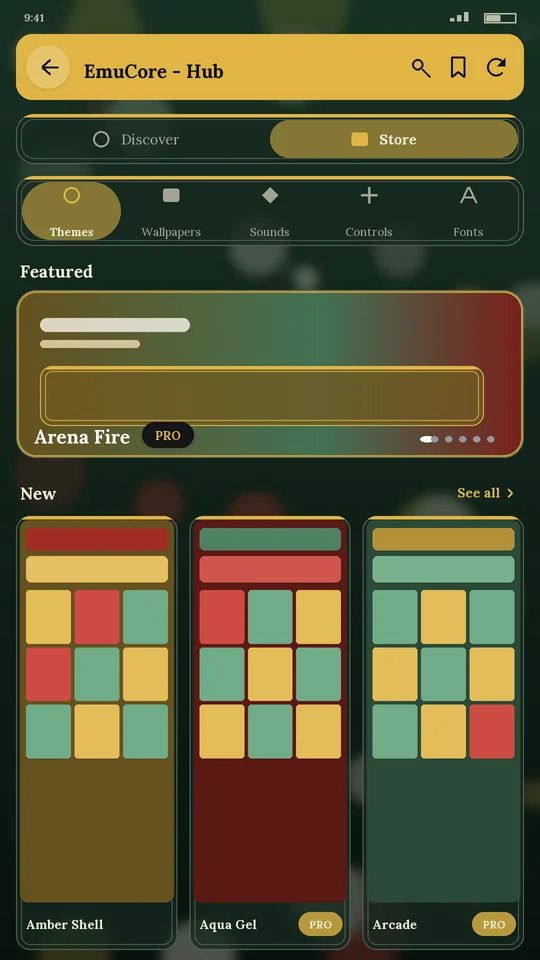 9:41
EmuCore - Hub
Discover
Store
Themes
Wallpapers
Sounds
Controls
Fonts
Featured
Arena Fire
PRO
New
See all
Amber Shell
Aqua Gel
PRO
Arcade
PRO